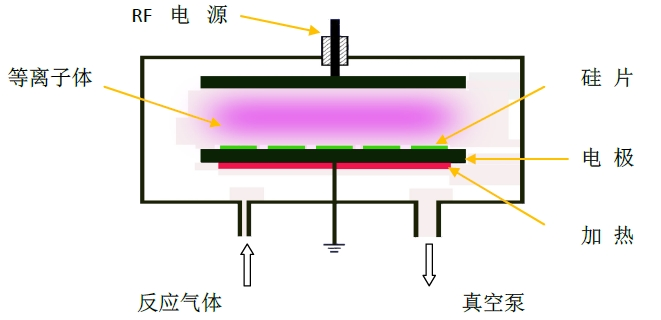 RF 电 源
等离子体
硅 片
电 极
加 热
反应气体
真空泵